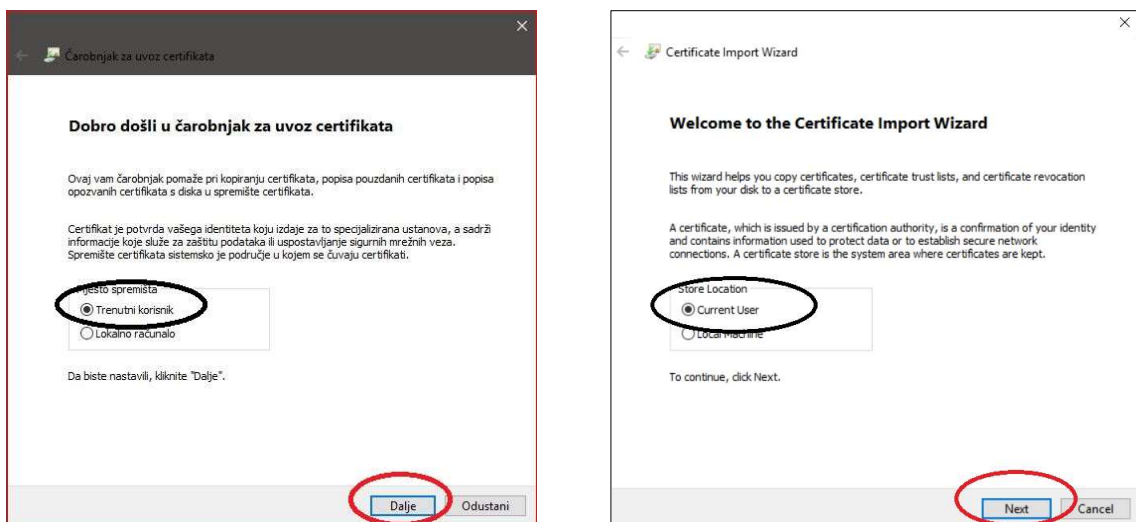 Čarobnjak za uvoz certifikata
Dobro došli u čarobnjak za uvoz certifikata
Ovaj vam čarobnjak pomaže pri kopiranju certifikata, popisa pouzdanih certifikata i popisa
opozvanih certifikata s diska u spremište certifikata.
Certifikat je potvrda vašega identiteta koju izdaje za to specijalizirana ustanova, a sadrži
informacije koje služe za zaštitu podataka ili uspostavljanje sigurnih mrežnih veza.
Spremište certifikata sistemsko je područje u kojem se čuvaju certifikati.
Mjesto spremišta
Trenutni korisnik
Lokalno računalo
Da biste nastavili, kliknite "Dalje".
Dalje
Odustani
Certificate Import Wizard
Welcome to the Certificate Import Wizard
This wizard helps you copy certificates, certificate trust lists, and certificate revocation
lists from your disk to a certificate store.
A certificate, which is issued by a certification authority, is a confirmation of your identity
and contains information used to protect data or to establish secure network
connections. A certificate store is the system area where certificates are kept.
Store Location
Current User
Local Machine
To continue, click Next.
Next
Cancel